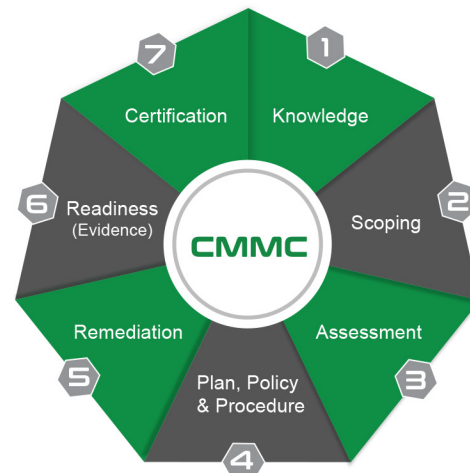 1
Knowledge
2
Scoping
3
Assessment
4
Plan, Policy
& Procedure
5
Remediation
6
Readiness
(Evidence)
7
Certification
CMMC